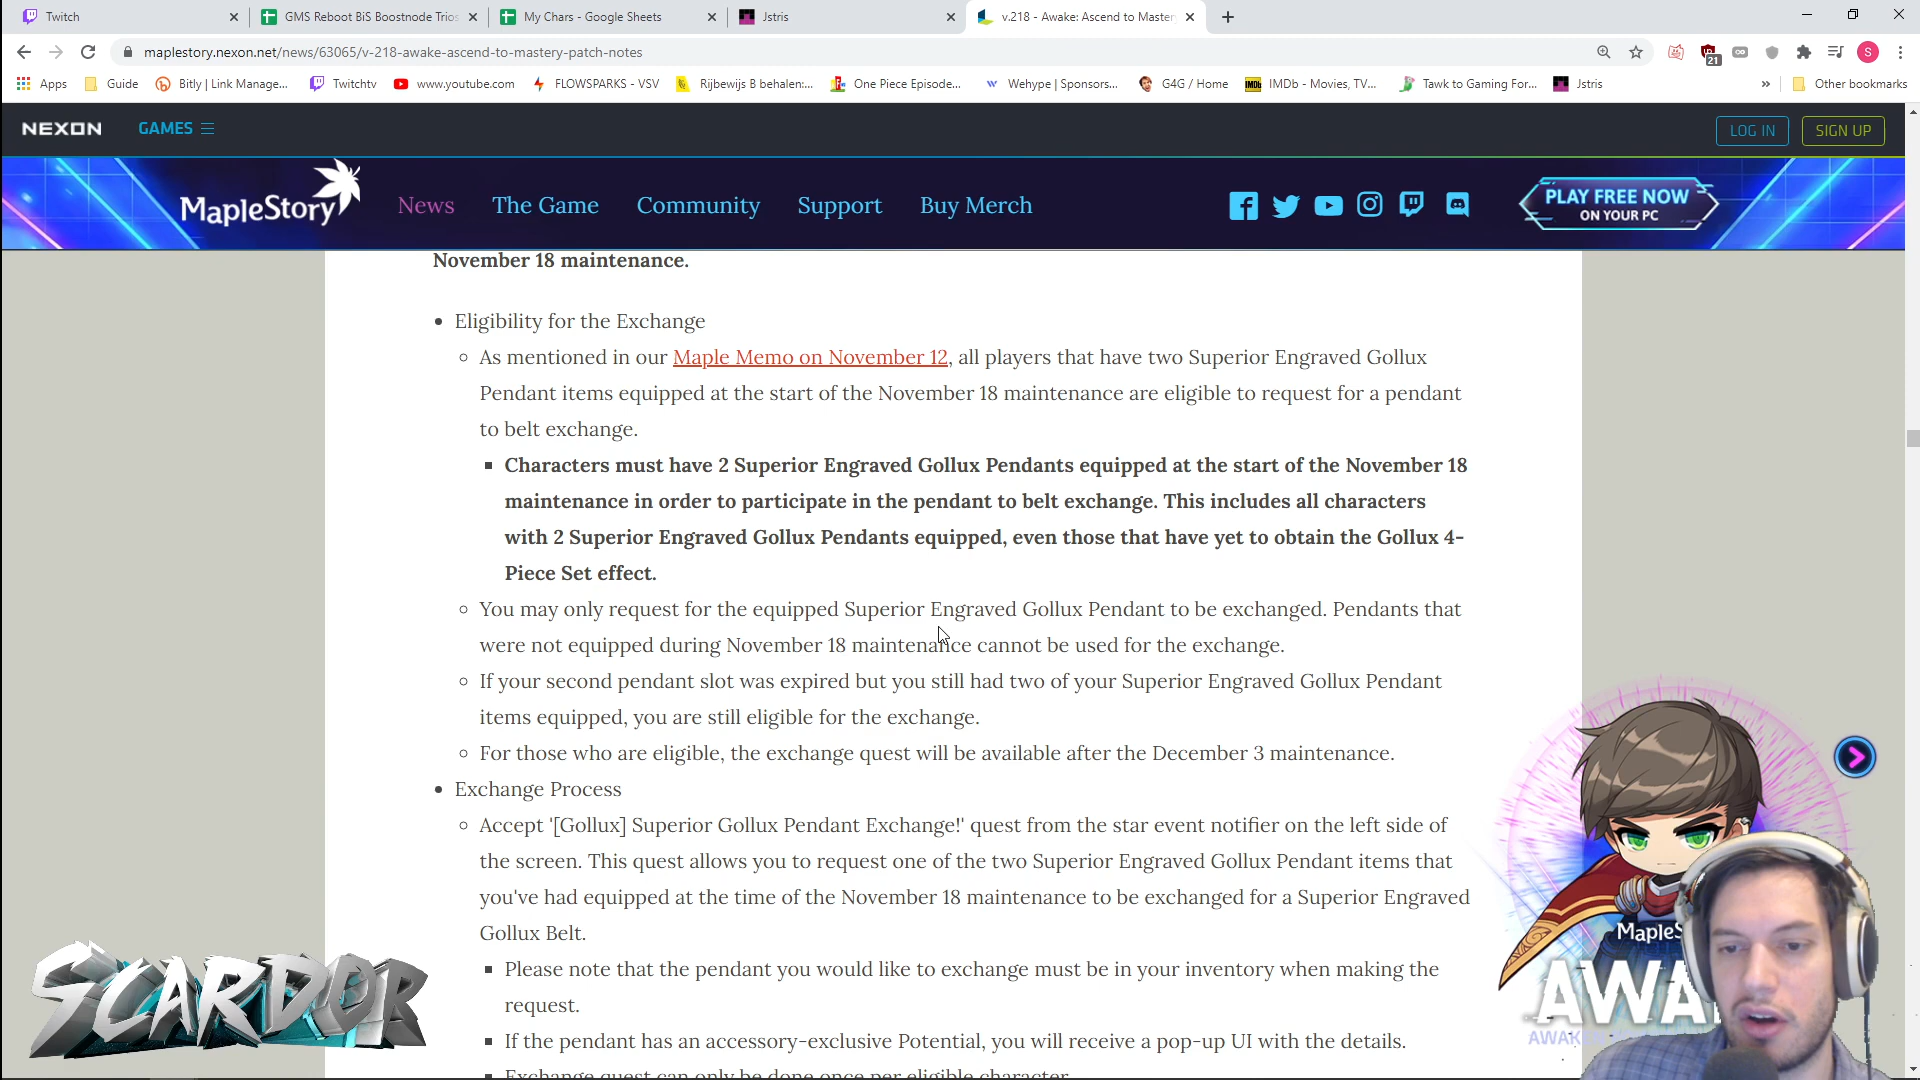 Twitch
GMS Reboot BiS Boostnode Trios
My Chars - Google Sheets
Jstris
v.218 - Awake: Ascend to Master
maplestory.nexon.net/news/63065/v-218-awake-ascend-to-mastery-patch-notes
21
S
Apps
Guide
Bitly | Link Manage...
Twitchtv
www.youtube.com
FLOWSPARKS - VSV
Rijbewijs B behalen:...
One Piece Episode...
Wehype | Sponsors...
G4G / Home
IMDb - Movies, TV...
Tawk to Gaming For...
Jstris
Other bookmarks
NEXON
GAMES
LOG IN
SIGN UP
MapleStory
News
The Game
Community
Support
Buy Merch
PLAY FREE NOW
ON YOUR PC
November 18 maintenance.
Eligibility for the Exchange
As mentioned in our Maple Memo on November 12, all players that have two Superior Engraved Gollux
Pendant items equipped at the start of the November 18 maintenance are eligible to request for a pendant
to belt exchange.
Characters must have 2 Superior Engraved Gollux Pendants equipped at the start of the November 18
maintenance in order to participate in the pendant to belt exchange. This includes all characters
with 2 Superior Engraved Gollux Pendants equipped, even those that have yet to obtain the Gollux 4-
Piece Set effect.
You may only request for the equipped Superior Engraved Gollux Pendant to be exchanged. Pendants that
were not equipped during November 18 maintenance cannot be used for the exchange.
If your second pendant slot was expired but you still had two of your Superior Engraved Gollux Pendant
items equipped, you are still eligible for the exchange.
For those who are eligible, the exchange quest will be available after the December 3 maintenance.
Exchange Process
Accept '[Gollux] Superior Gollux Pendant Exchange!' quest from the star event notifier on the left side of
the screen. This quest allows you to request one of the two Superior Engraved Gollux Pendant items that
you've had equipped at the time of the November 18 maintenance to be exchanged for a Superior Engraved
Gollux Belt.
Please note that the pendant you would like to exchange must be in your inventory when making the
request.
If the pendant has an accessory-exclusive Potential, you will receive a pop-up UI with the details.
Exchange quest can only be done once per eligible character
SCARDOR
MapleS
AWA
AWAK